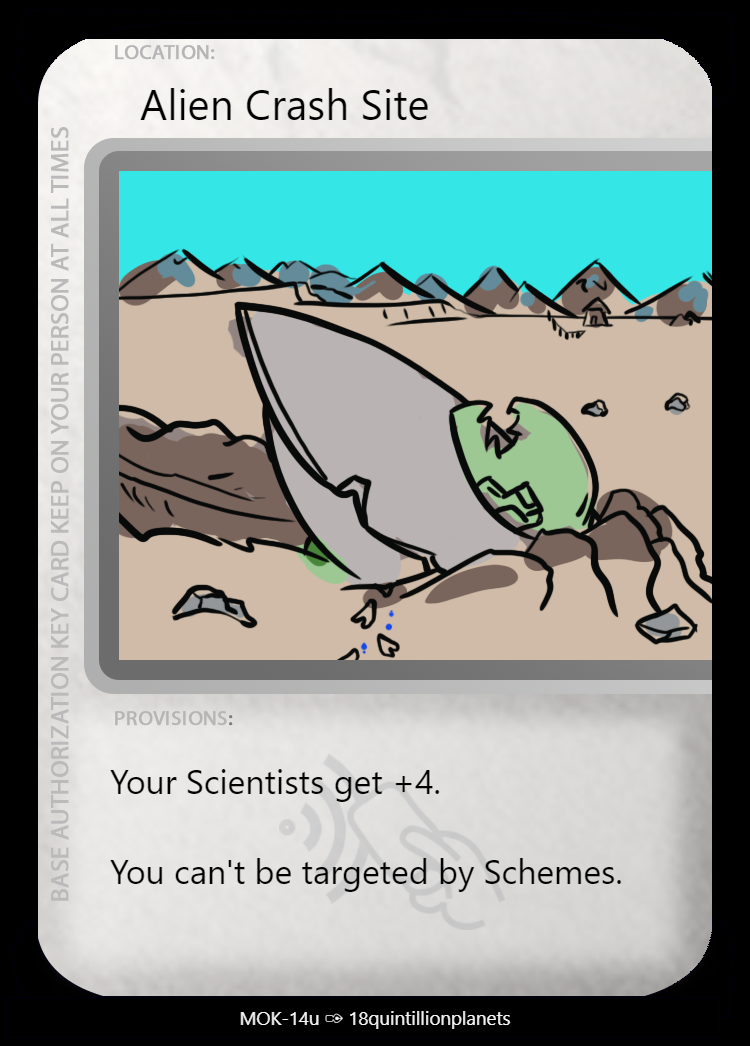 LOCATION:
Alien Crash Site
BASE AUTHORIZATION KEY CARD KEEP ON YOUR PERSON AT ALL TIMES
PROVISIONS:
Your Scientists get +4.
You can't be targeted by Schemes.
MOK-14u ✑ 18quintillionplanets